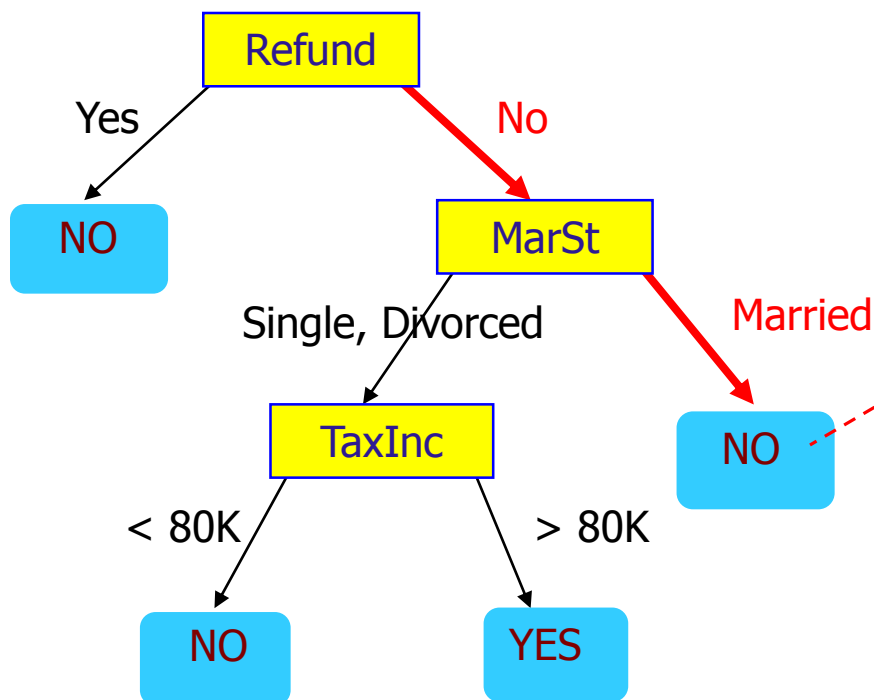 Refund
Yes
No
NO
MarSt
Single, Divorced
Married
TaxInc
NO
< 80K
> 80K
NO
YES